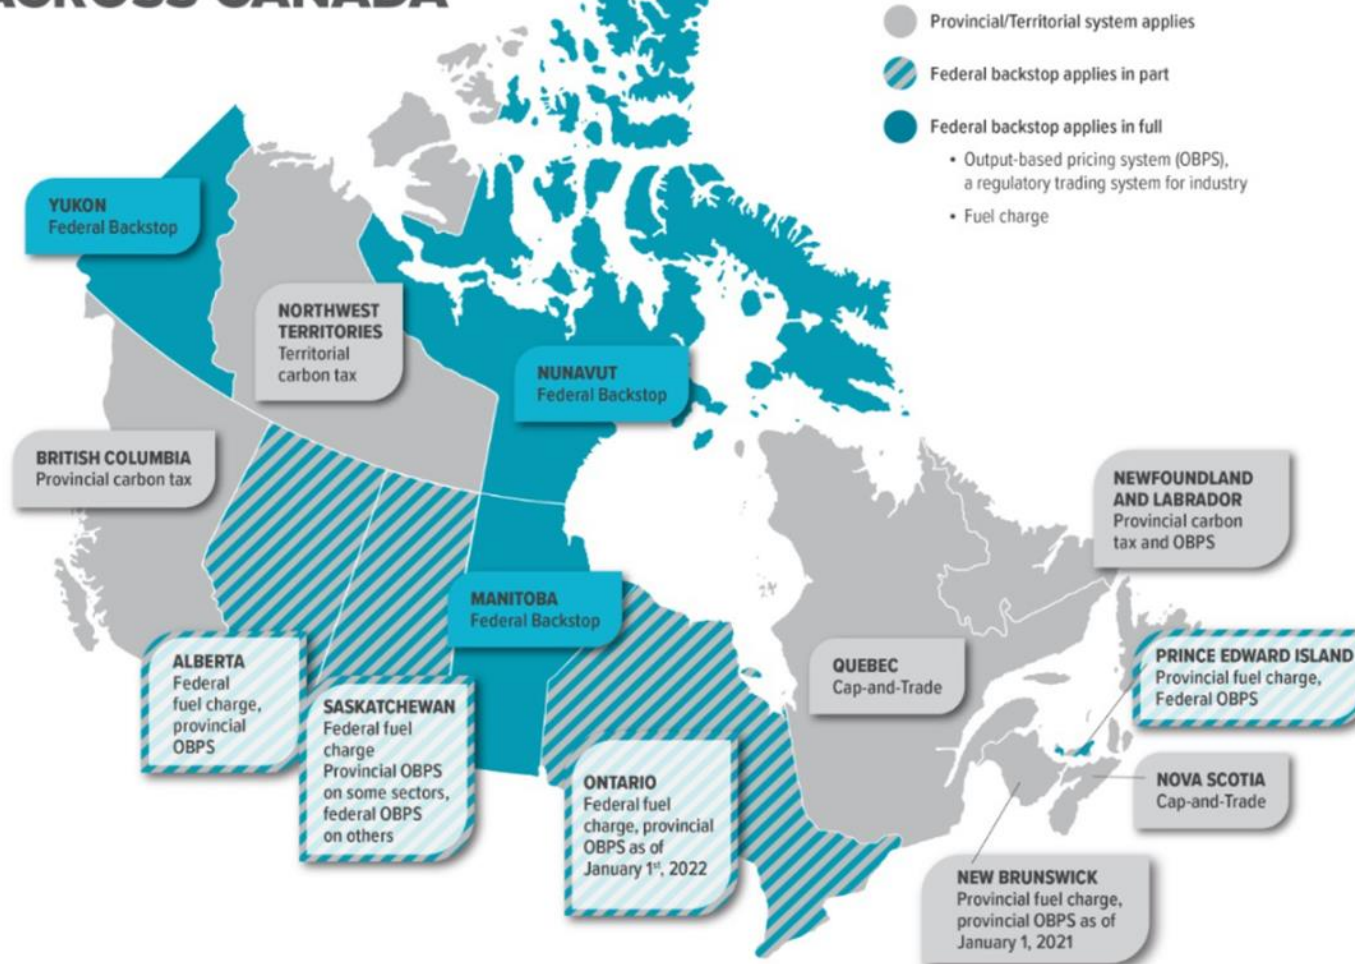 ACROSS CANADA
Provincial/Territorial system applies
Federal backstop applies in part
Federal backstop applies in full
• Output-based pricing system (OBPS),
a regulatory trading system for industry
• Fuel charge
YUKON
Federal Backstop
NORTHWEST
TERRITORIES
Territorial
carbon tax
NUNAVUT
Federal Backstop
BRITISH COLUMBIA
Provincial carbon tax
NEWFOUNDLAND
AND LABRADOR
Provincial carbon
tax and OBPS
MANITOBA
Federal Backstop
ALBERTA
Federal
fuel charge,
provincial
OBPS
SASKATCHEWAN
Federal fuel
charge
Provincial OBPS
on some sectors,
federal OBPS
on others
ONTARIO
Federal fuel
charge, provincial
OBPS as of
January 1st, 2022
QUEBEC
Cap-and-Trade
PRINCE EDWARD ISLAND
Provincial fuel charge,
Federal OBPS
NOVA SCOTIA
Cap-and-Trade
NEW BRUNSWICK
Provincial fuel charge,
provincial OBPS as of
January 1, 2021